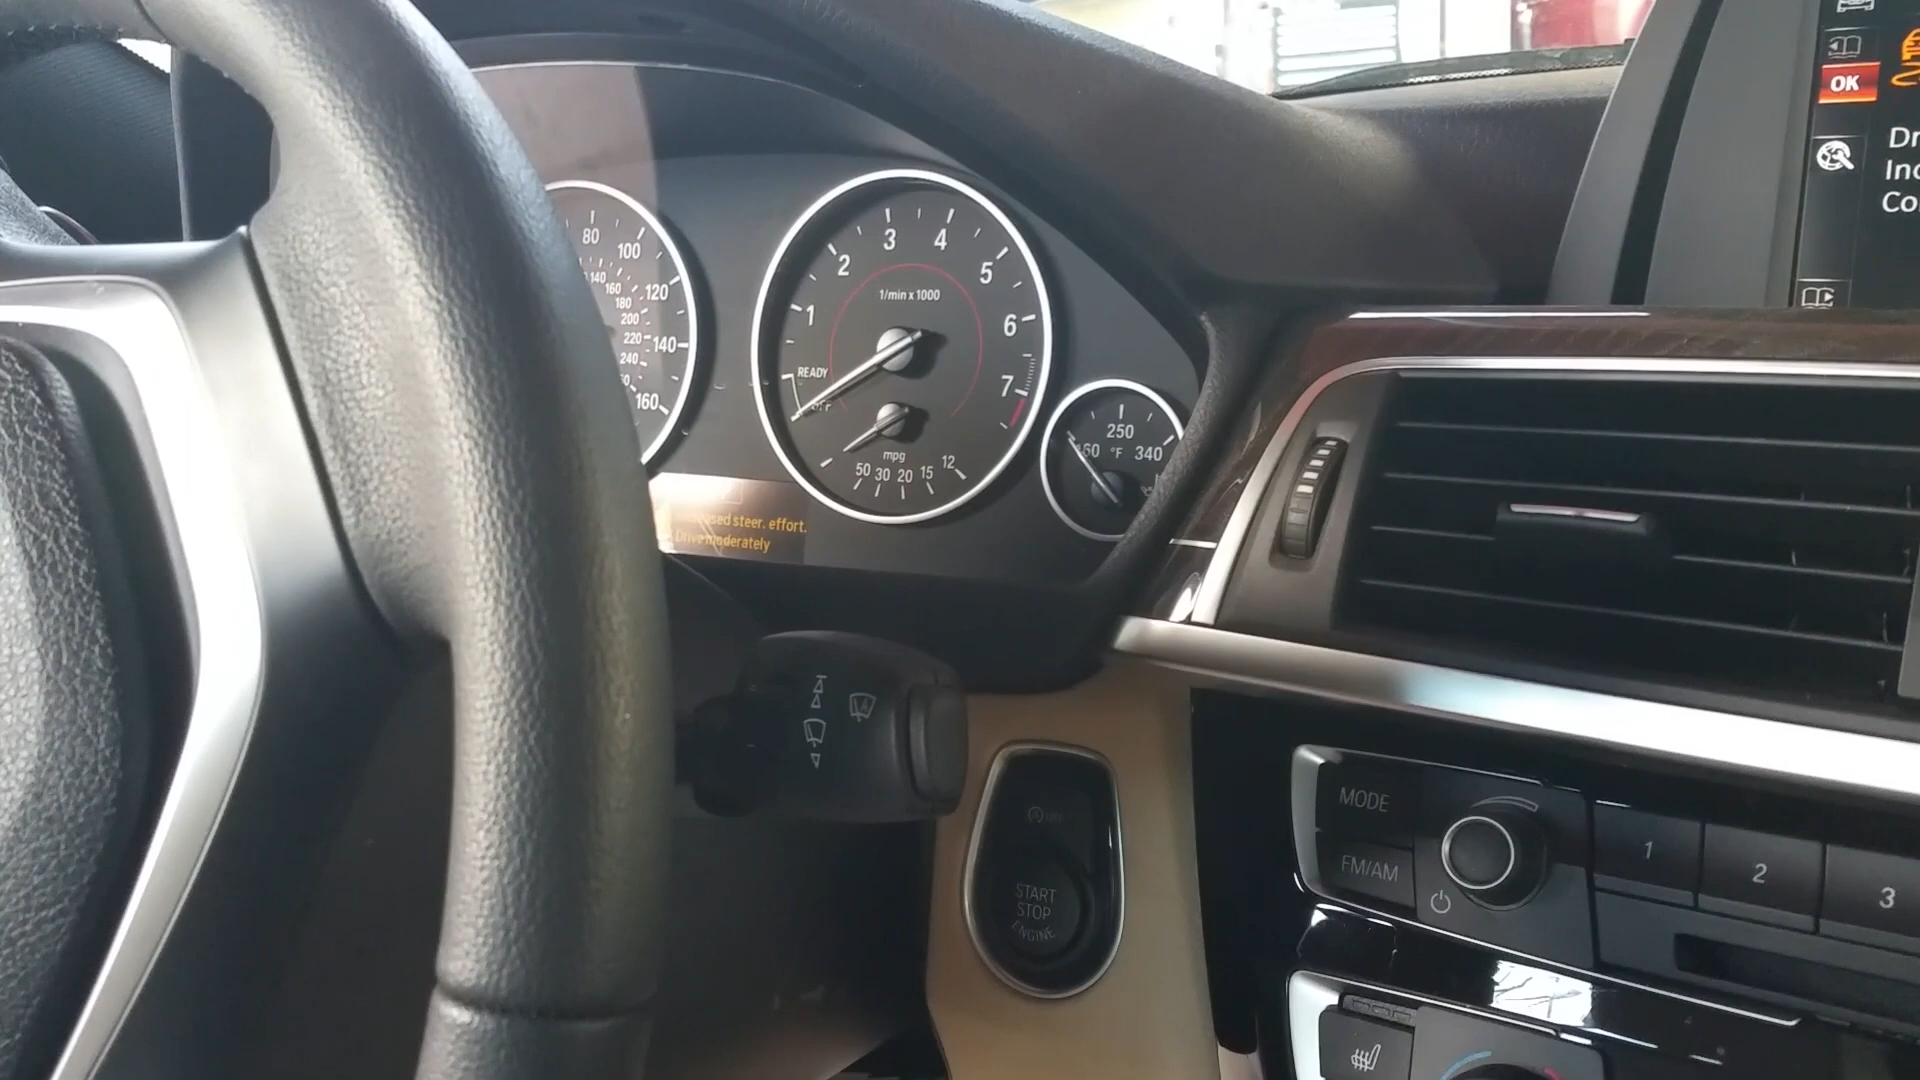 80
100
120
140
160
140
160
180
200
220
240
1
2
3
4
5
6
7
1/min x 1000
READY
OFF
mpg
50 30 20 15 12
250
°F 340
steer. effort.
Drive moderately
OK
MODE
FM/AM
1
2
3
START
STOP
ENGINE